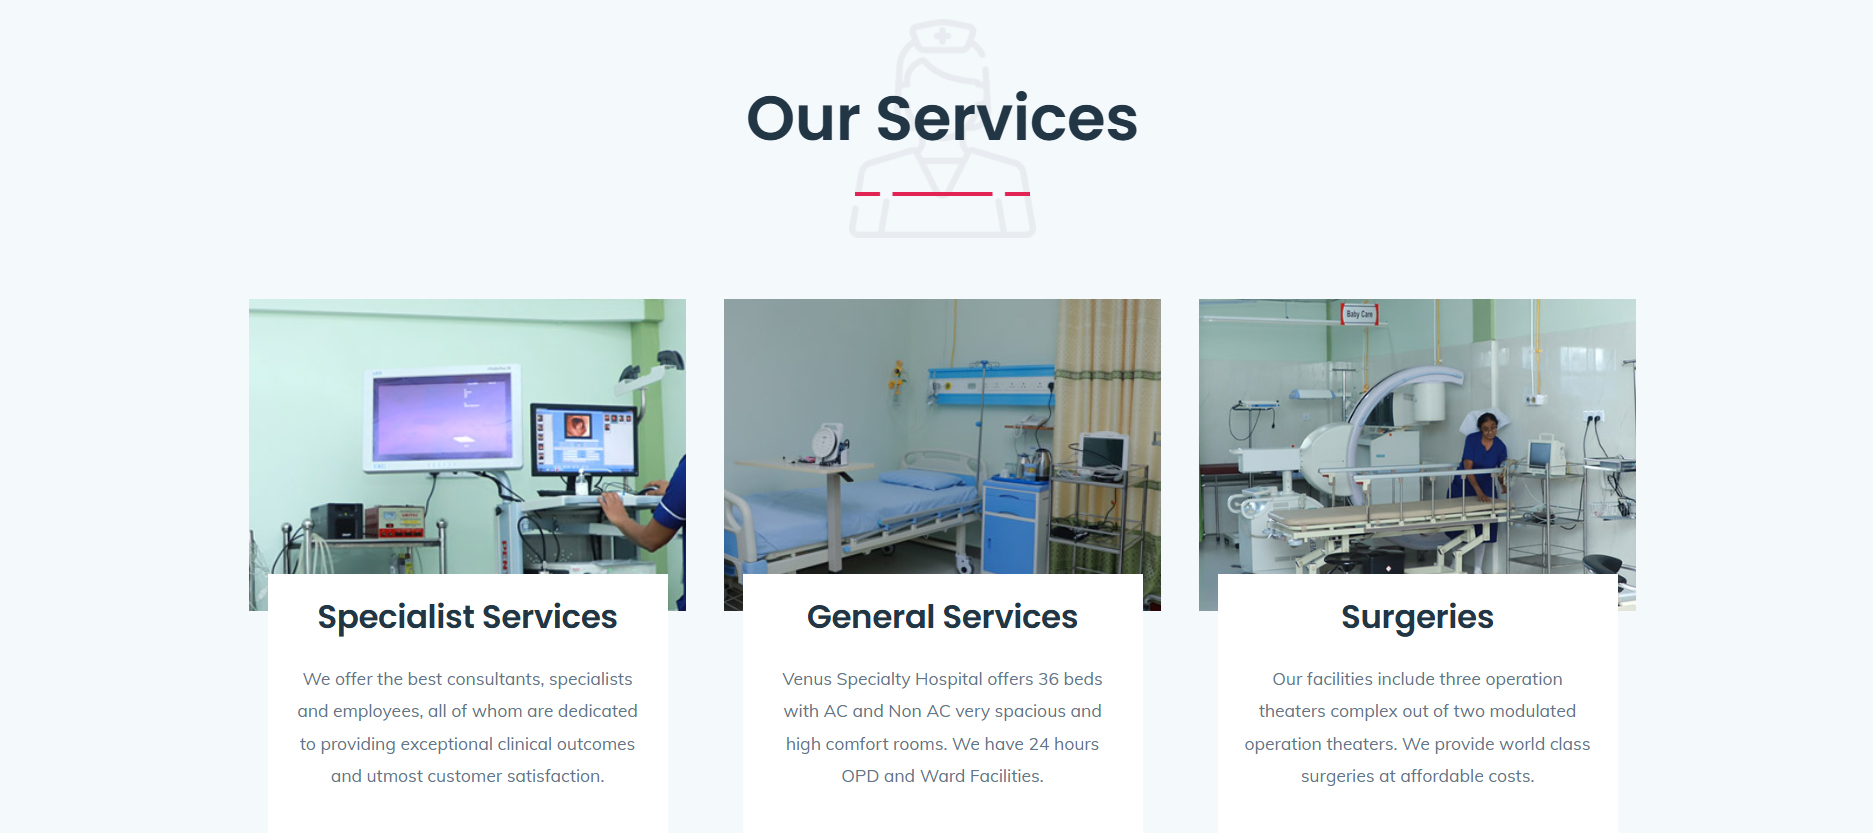 Our Services
Baby Care
Specialist Services
We offer the best consultants, specialists
and employees, all of whom are dedicated
to providing exceptional clinical outcomes
and utmost customer satisfaction.
General Services
Venus Specialty Hospital offers 36 beds
with AC and Non AC very spacious and
high comfort rooms. We have 24 hours
OPD and Ward Facilities.
Surgeries
Our facilities include three operation
theaters complex out of two modulated
operation theaters. We provide world class
surgeries at affordable costs.